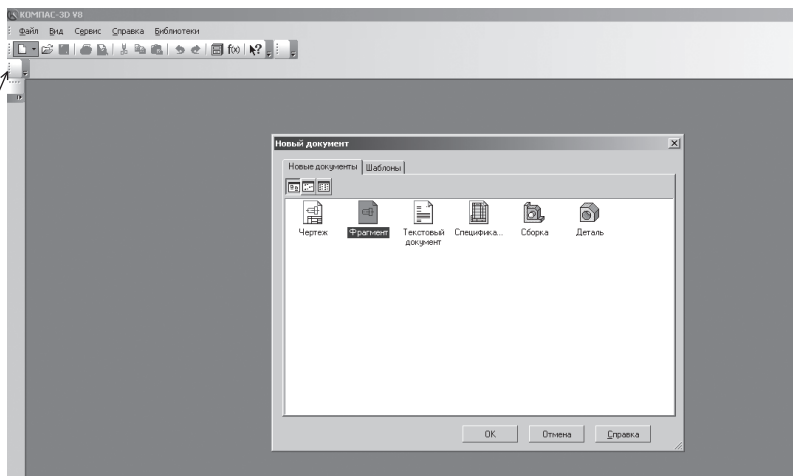 КОМПАС-3D V8
Файл Вид Сервис Справка Библиотеки
f(x)
Новый документ
Новые документы Шаблоны
Чертеж Фрагмент Текстовый документ Специфика... Сборка Деталь
OK Отмена Справка